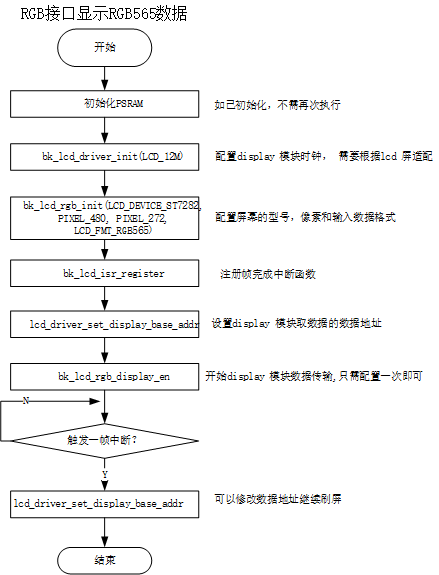 RGB接口显示RGB565数据
开始
初始化PSRAM
如已初始化，不需再次执行
bk_lcd_driver_init(LCD_12M)
配置display 模块时钟， 需要根据lcd 屏适配
bk_lcd_rgb_init(LCD_DEVICE_ST7282,
PIXEL_480, PIXEL_272,
LCD_FMT_RGB565)
配置屏幕的型号，像素和输入数据格式
bk_lcd_isr_register
注册帧完成中断函数
lcd_driver_set_display_base_addr
设置display 模块取数据的数据地址
bk_lcd_rgb_display_en
开始display 模块数据传输,只需配置一次即可
N
触发一帧中断？
Y
lcd_driver_set_display_base_addr
可以修改数据地址继续刷屏
结束